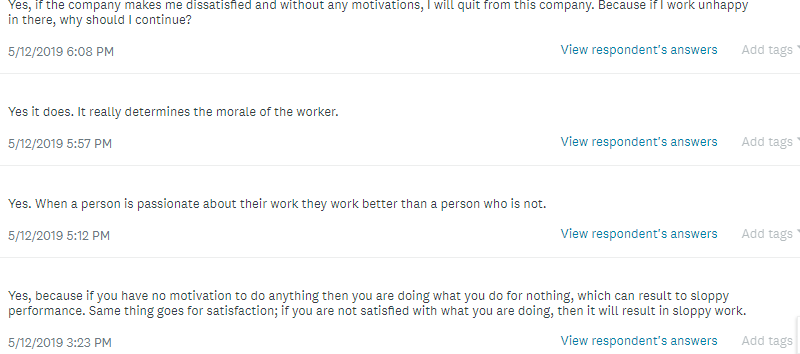 Yes, if the company makes me dissatisfied and without any motivations, I will quit from this company. Because if I work unhappy
in there, why should I continue?
5/12/2019 6:08 PM View respondent's answers Add tags
Yes it does. It really determines the morale of the worker.
5/12/2019 5:57 PM View respondent's answers Add tags
Yes. When a person is passionate about their work they work better than a person who is not.
5/12/2019 5:12 PM View respondent's answers Add tags
Yes, because if you have no motivation to do anything then you are doing what you do for nothing, which can result to sloppy
performance. Same thing goes for satisfaction; if you are not satisfied with what you are doing, then it will result in sloppy work.
5/12/2019 3:23 PM View respondent's answers Add tags